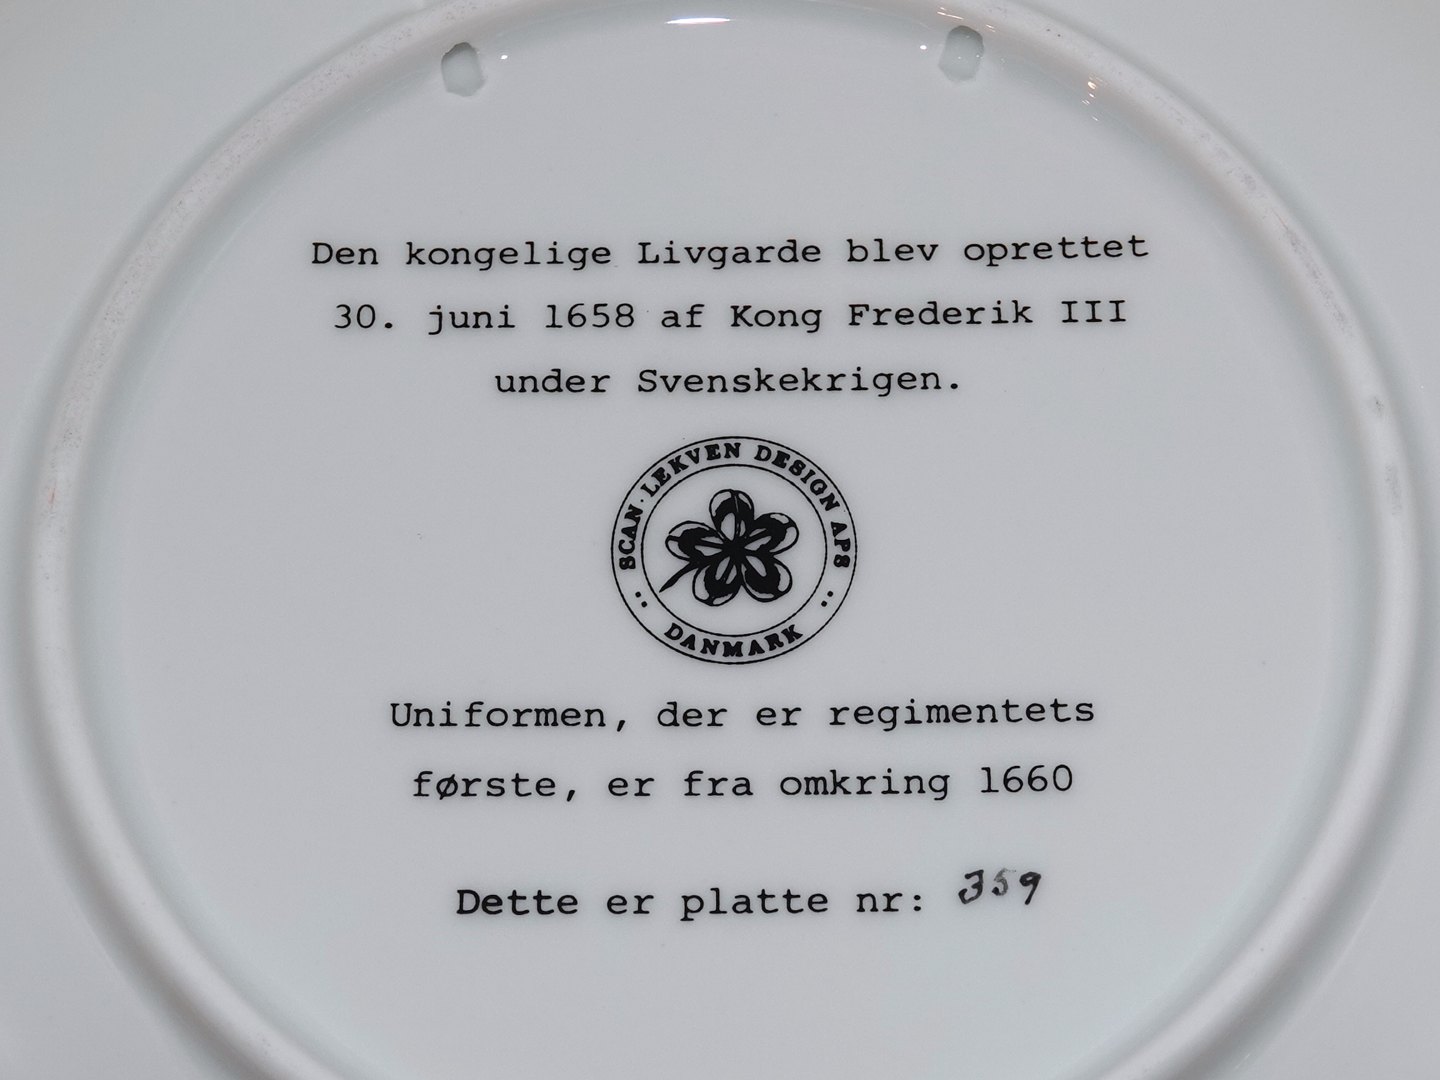 Den kongelige Livgarde blev oprettet
30. juni 1658 af Kong Frederik III
under Svenskekrigen.
SCAN·LEKVEN DESIGN APS
DANMARK
Uniformen, der er regimentets
første, er fra omkring 1660
Dette er platte nr: 359